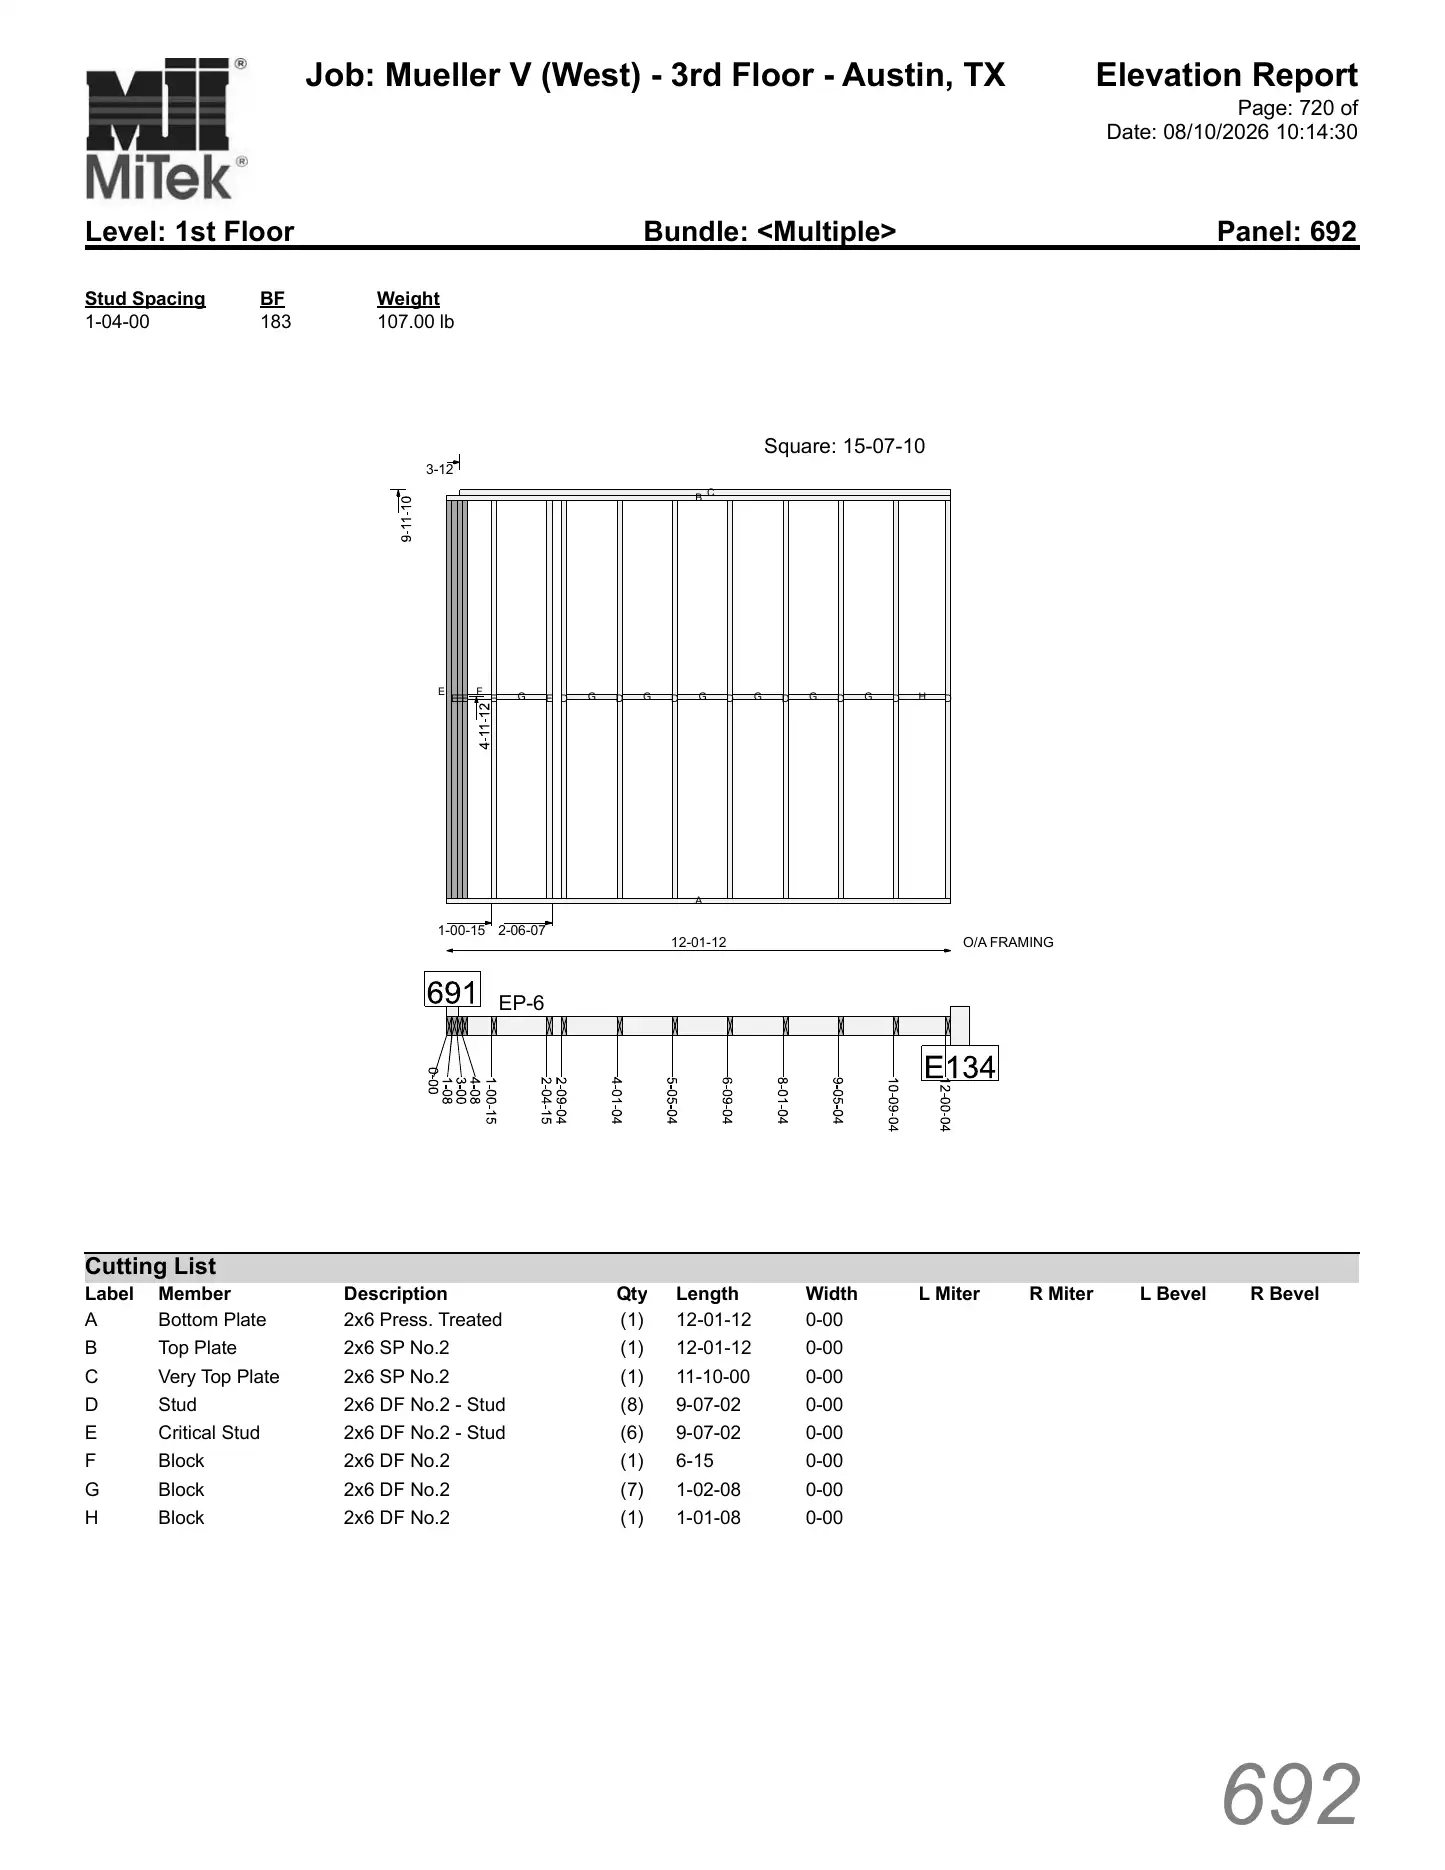 Job: Mueller V (West) - 3rd Floor - Austin, TX
Elevation Report
Page: 720 of
Date: 08/10/2026 10:14:30
MiTek®
®
Level: 1st Floor Bundle: <Multiple> Panel: 692
Stud Spacing BF Weight
1-04-00 183 107.00 lb
Square: 15-07-10
3-12
C
B
9-11-10
E F G E G G G G G G H
4-11-12
A
1-00-15 2-06-07
12-01-12 O/A FRAMING
691
EP-6
E134
0-00
1-08
3-00
4-08
1-00-15
2-04-15
2-09-04
4-01-04
5-05-04
6-09-04
8-01-04
9-05-04
10-09-04
12-00-04
Cutting List
Label Member Description Qty Length Width L Miter R Miter L Bevel R Bevel
A Bottom Plate 2x6 Press. Treated (1) 12-01-12 0-00
B Top Plate 2x6 SP No.2 (1) 12-01-12 0-00
C Very Top Plate 2x6 SP No.2 (1) 11-10-00 0-00
D Stud 2x6 DF No.2 - Stud (8) 9-07-02 0-00
E Critical Stud 2x6 DF No.2 - Stud (6) 9-07-02 0-00
F Block 2x6 DF No.2 (1) 6-15 0-00
G Block 2x6 DF No.2 (7) 1-02-08 0-00
H Block 2x6 DF No.2 (1) 1-01-08 0-00
692